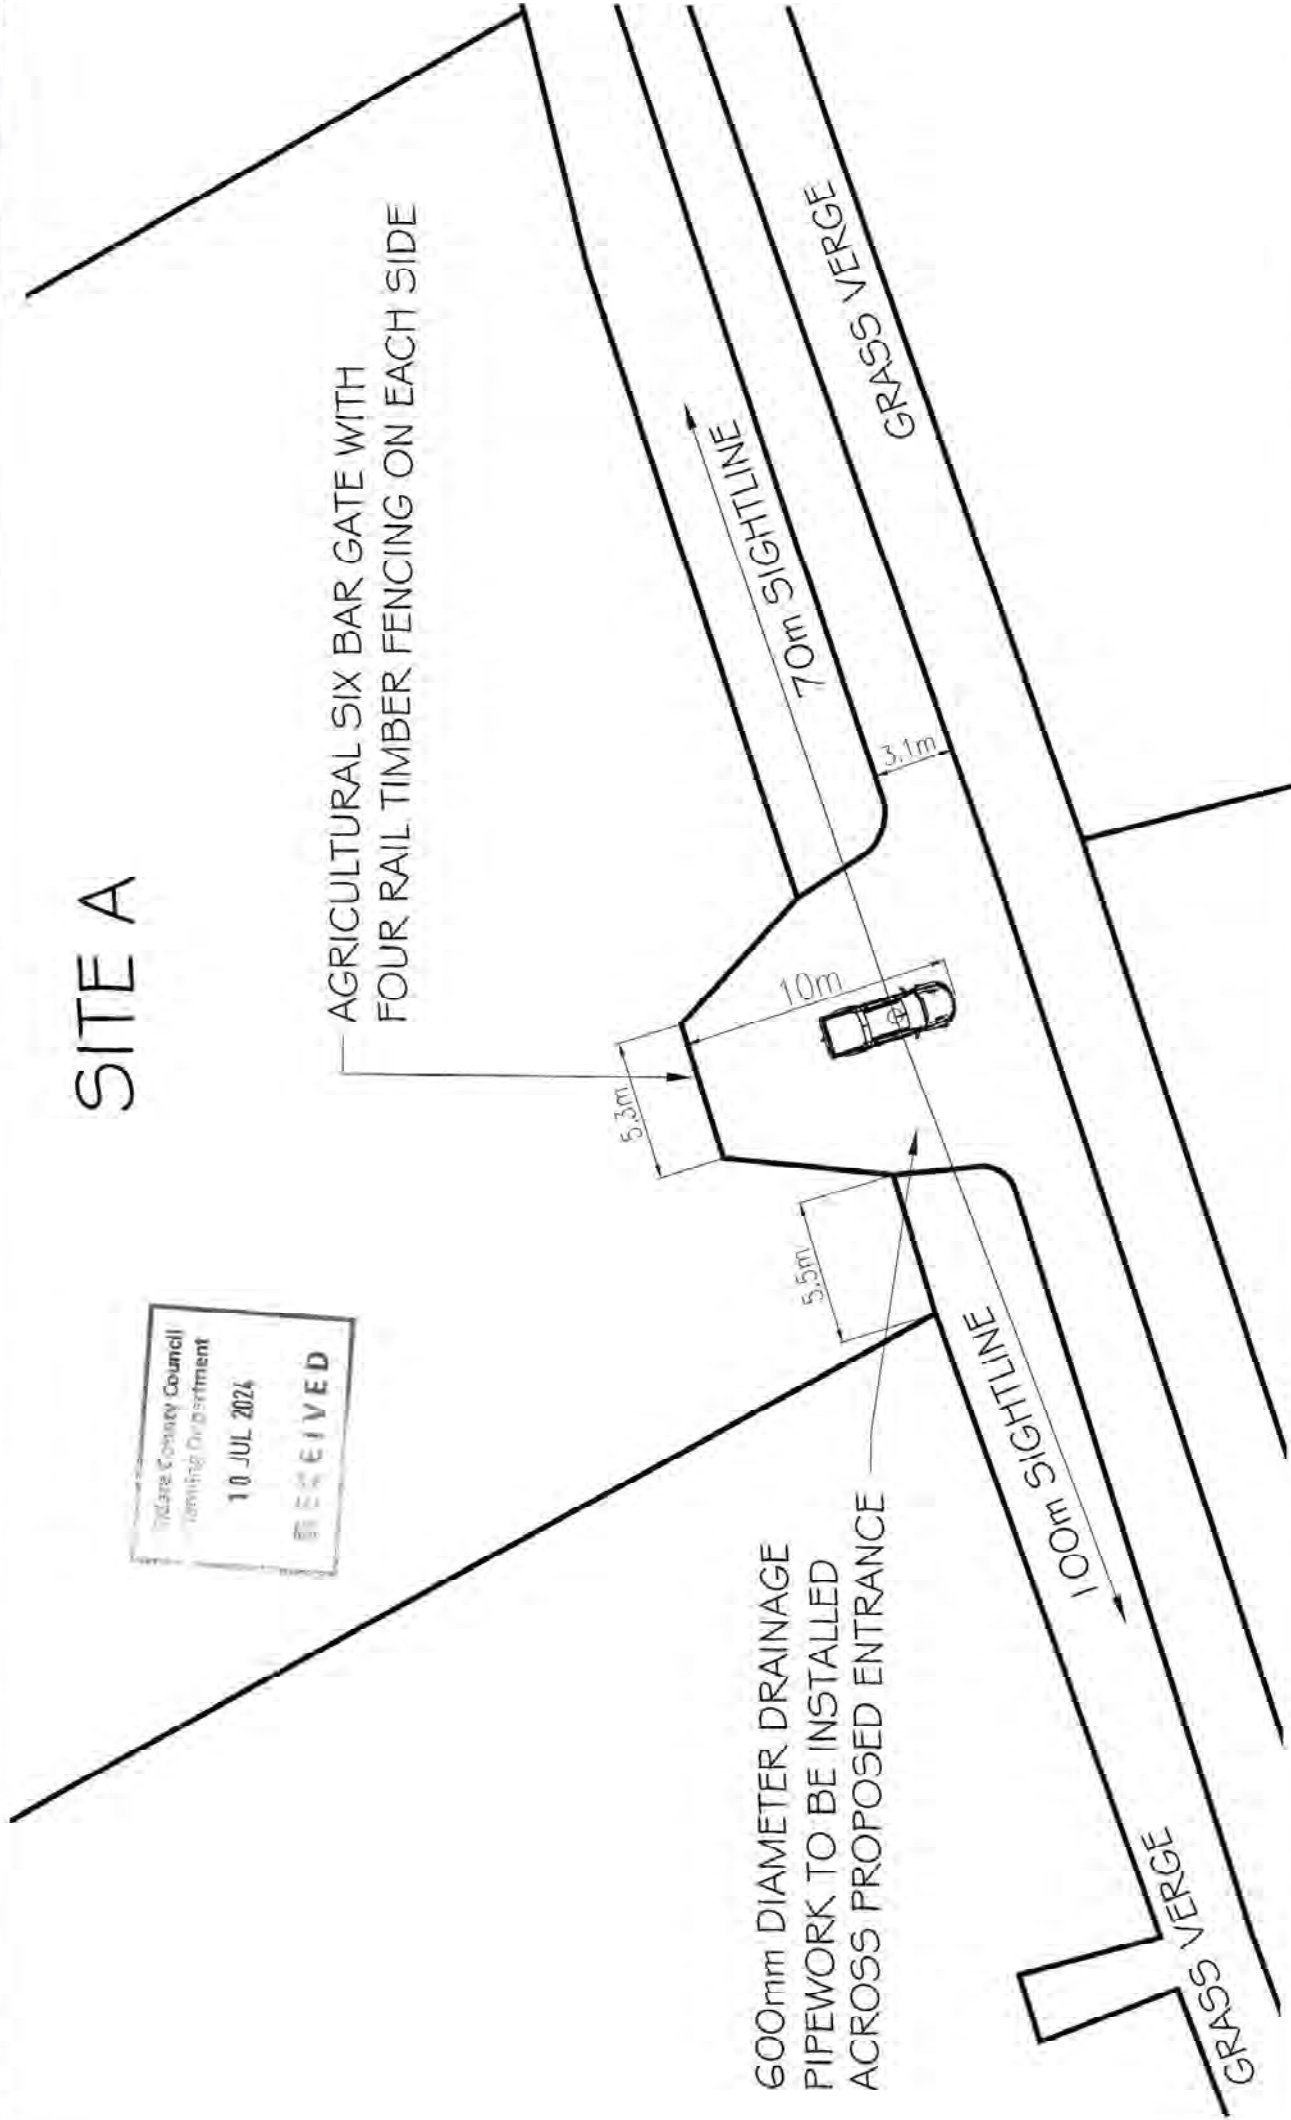 SITE A
AGRICULTURAL SIX BAR GATE WITH
FOUR RAIL TIMBER FENCING ON EACH SIDE
County Council
Department
10 JUL 2024
RECEIVED
5.3m
10m
70m SIGHTLINE
3.1m
GRASS VERGE
5.5m
100m SIGHTLINE
600mm DIAMETER DRAINAGE
PIPEWORK TO BE INSTALLED
ACROSS PROPOSED ENTRANCE
GRASS VERGE